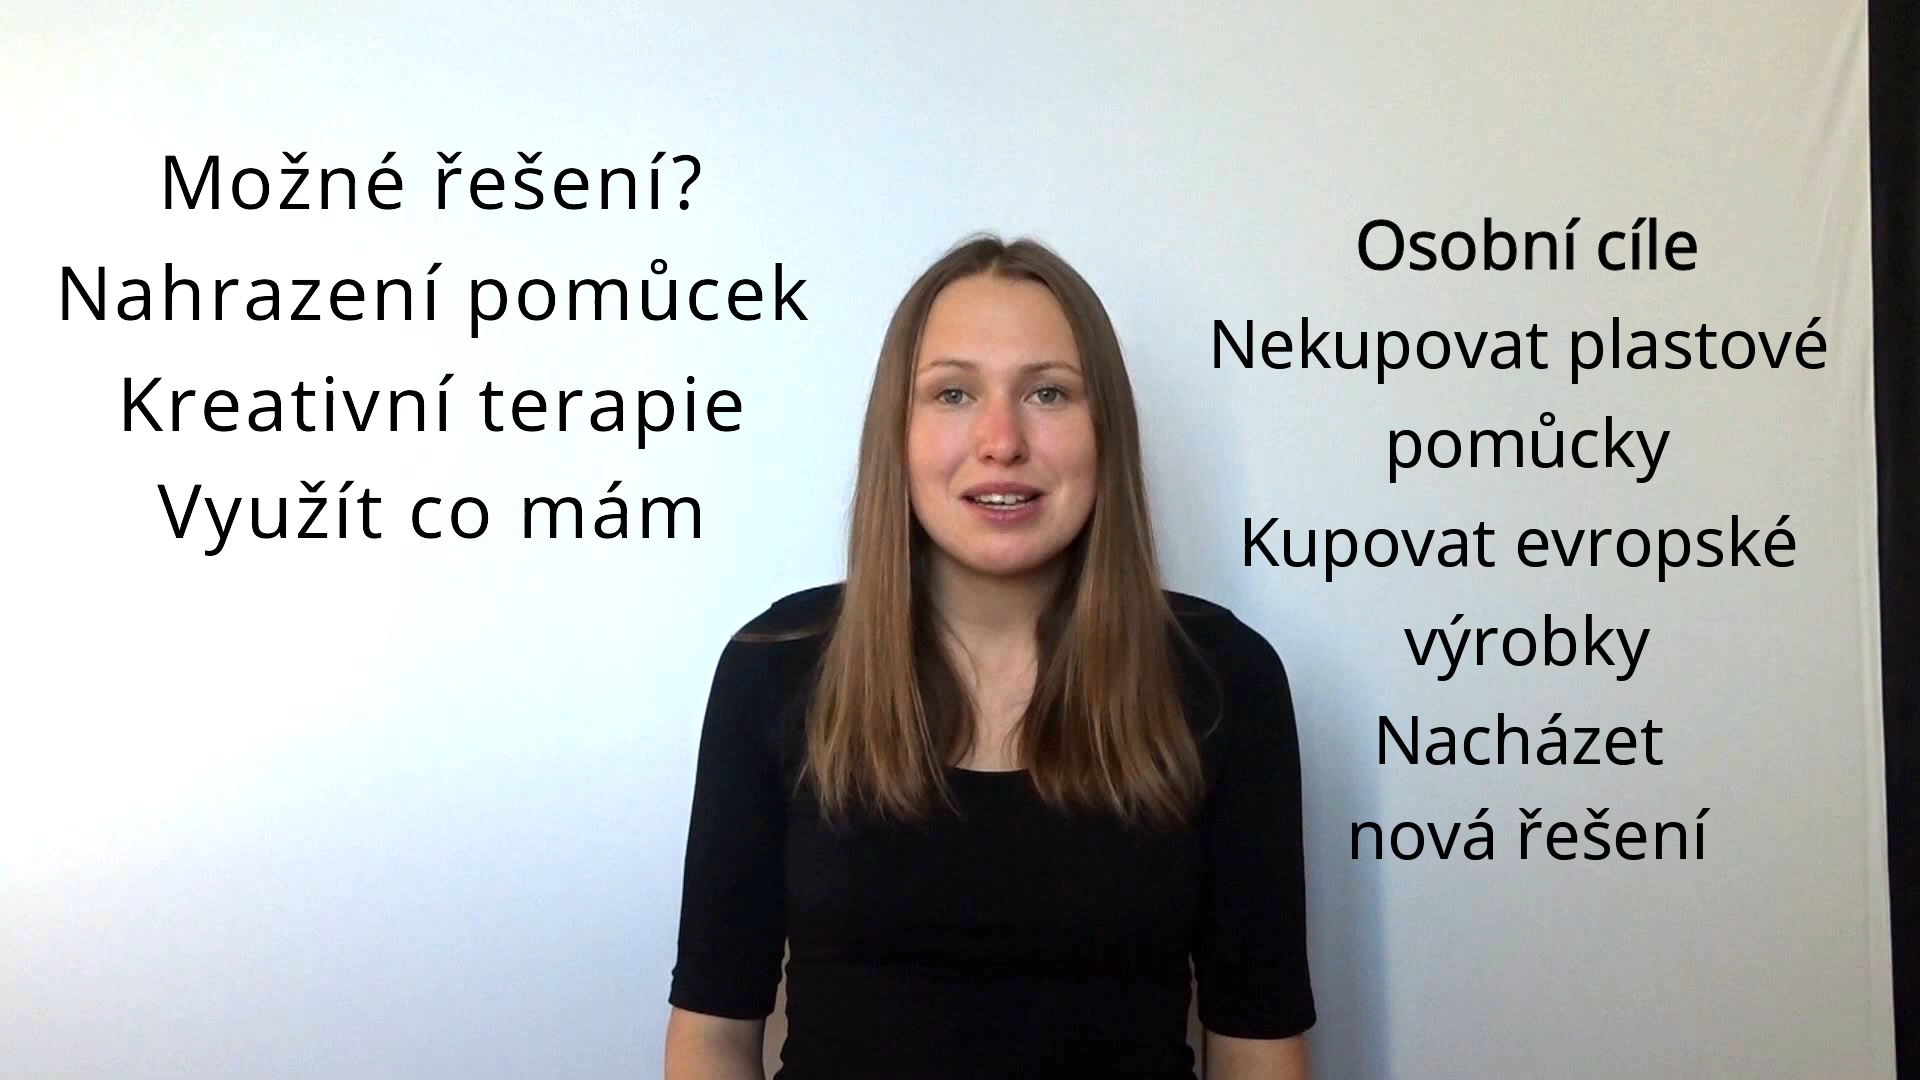 Možné řešení?
Nahrazení pomůcek
Kreativní terapie
Využít co mám
Osobní cíle
Nekupovat plastové
pomůcky
Kupovat evropské
výrobky
Nacházet
nová řešení